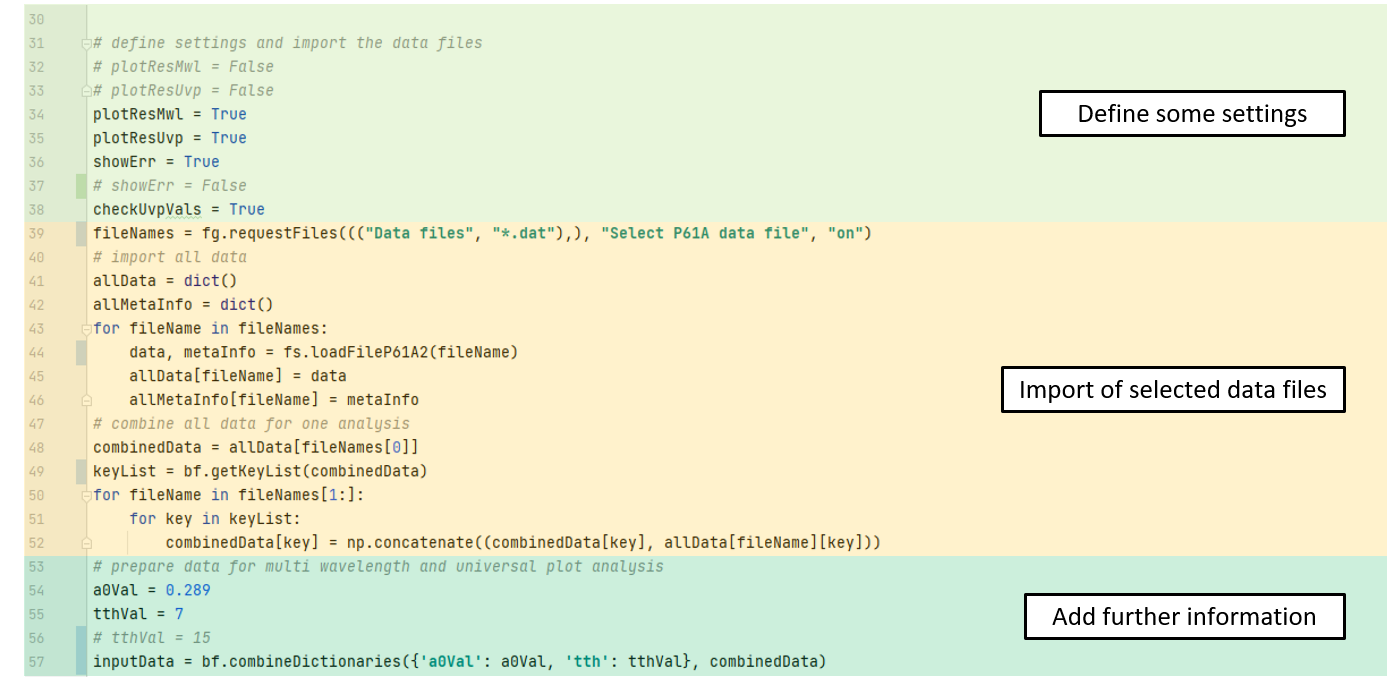 30
31 # define settings and import the data files
32 # plotResMwl = False
33 # plotResUvp = False
34 plotResMwl = True
35 plotResUvp = True
36 showErr = True
37 # showErr = False
38 checkUvpVals = True
Define some settings
39 fileNames = fg.requestFiles((("Data files", "*.dat"),), "Select P61A data file", "on")
40 # import all data
41 allData = dict()
42 allMetaInfo = dict()
43 for fileName in fileNames:
44     data, metaInfo = fs.loadFileP61A2(fileName)
45     allData[fileName] = data
46     allMetaInfo[fileName] = metaInfo
47 # combine all data for one analysis
48 combinedData = allData[fileNames[0]]
49 keyList = bf.getKeyList(combinedData)
50 for fileName in fileNames[1:]:
51     for key in keyList:
52         combinedData[key] = np.concatenate((combinedData[key], allData[fileName][key]))
Import of selected data files
53 # prepare data for multi wavelength and universal plot analysis
54 a0Val = 0.289
55 tthVal = 7
56 # tthVal = 15
57 inputData = bf.combineDictionaries({'a0Val': a0Val, 'tth': tthVal}, combinedData)
Add further information